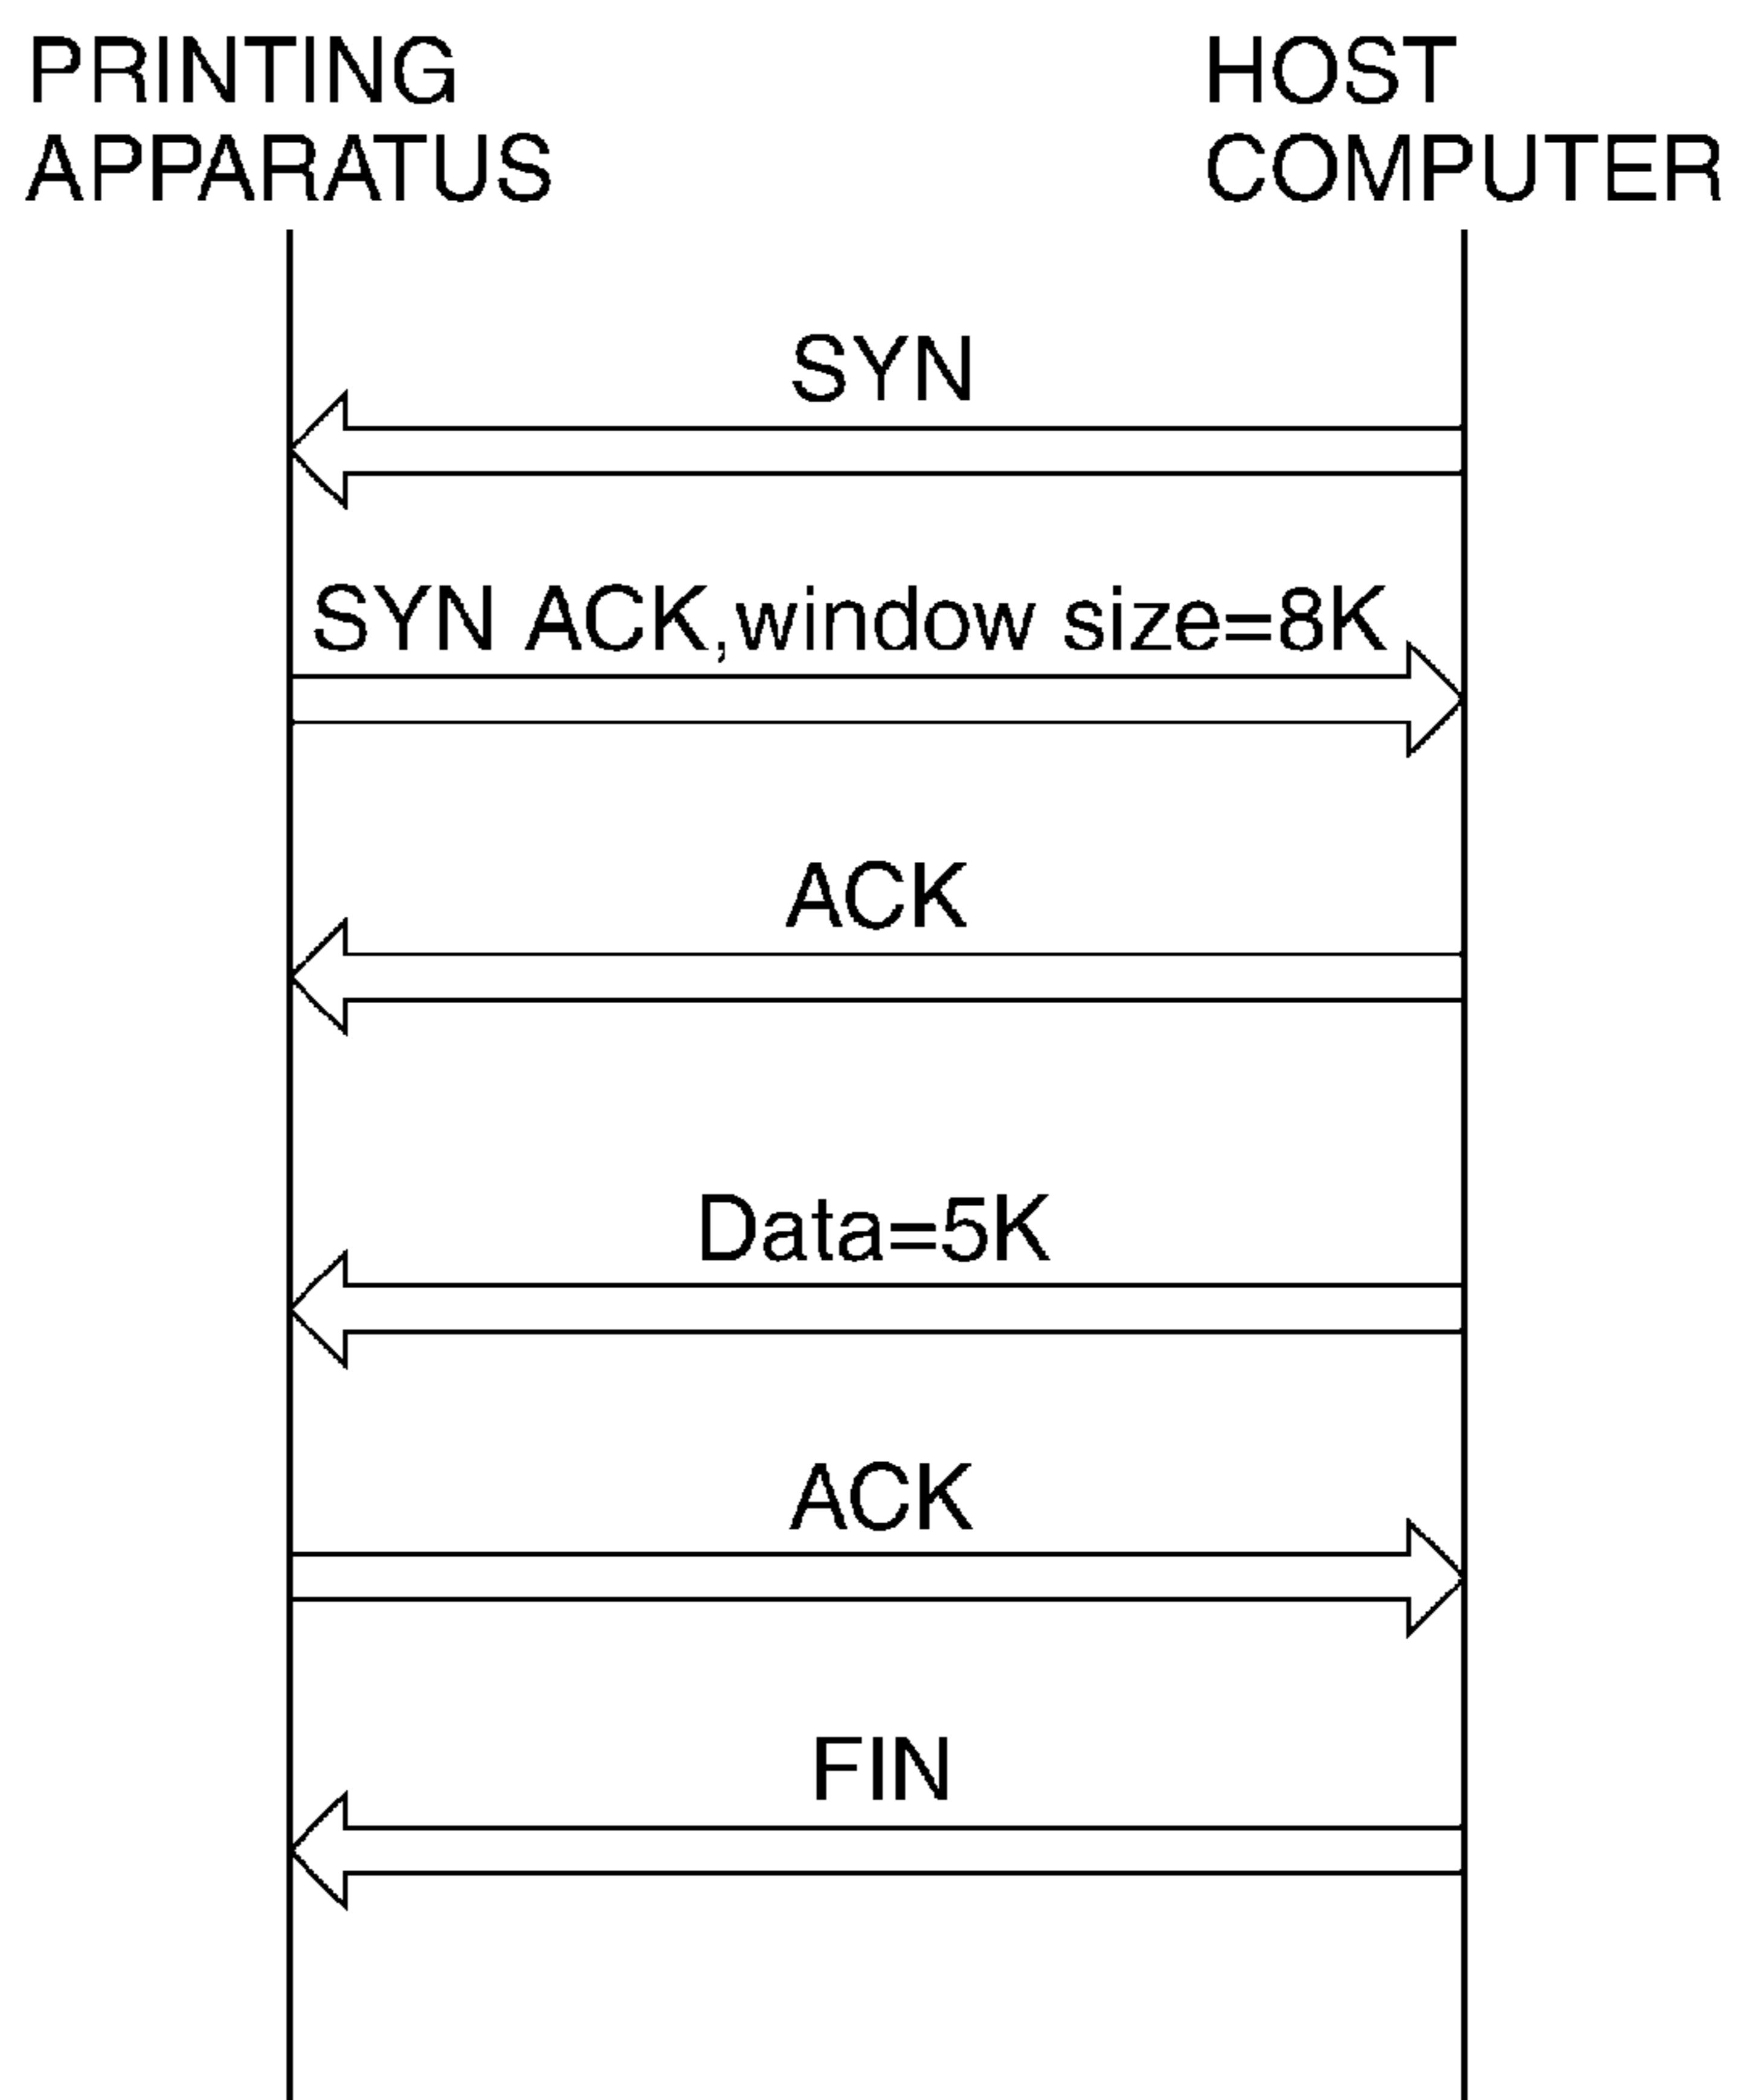 PRINTING
APPARATUS
HOST
COMPUTER
SYN
SYN ACK,window size=8K
ACK
Data=5K
ACK
FIN